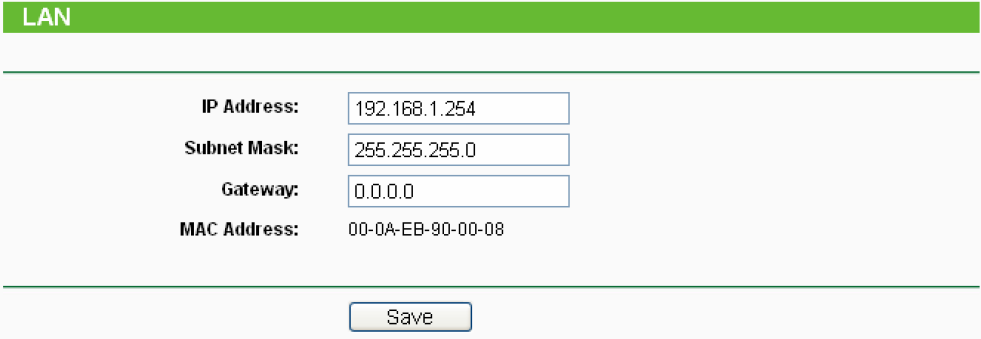 LAN
IP Address: 192.168.1.254
Subnet Mask: 255.255.255.0
Gateway: 0.0.0.0
MAC Address: 00-0A-EB-90-00-08
Save